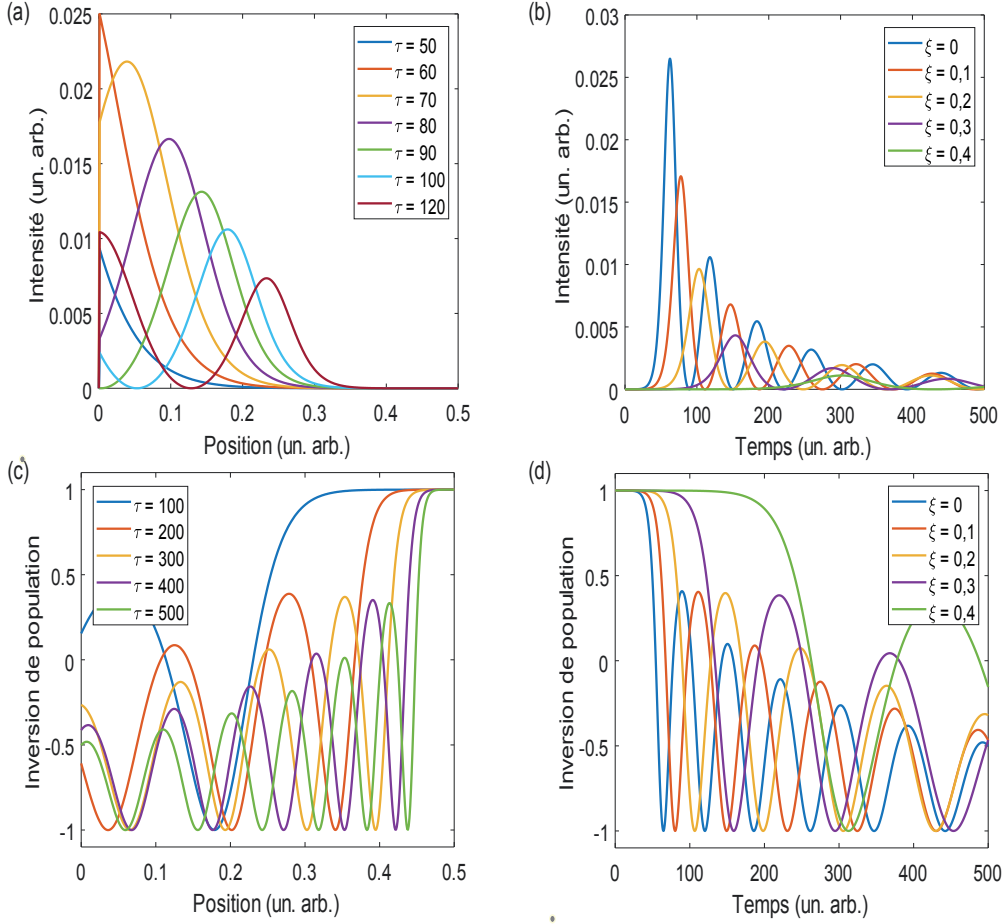 (a)
0.025
0.02
0.015
0.01
0.005
0
0
0.1
0.2
0.3
0.4
0.5
Intensité (un. arb.)
Position (un. arb.)
τ = 50
τ = 60
τ = 70
τ = 80
τ = 90
τ = 100
τ = 120
(b)
0.03
0.025
0.02
0.015
0.01
0.005
0
0
100
200
300
400
500
Intensité (un. arb.)
Temps (un. arb.)
ξ = 0
ξ = 0,1
ξ = 0,2
ξ = 0,3
ξ = 0,4
(c)
1
0.5
0
-0.5
-1
0
0.1
0.2
0.3
0.4
0.5
Inversion de population
Position (un. arb.)
τ = 100
τ = 200
τ = 300
τ = 400
τ = 500
(d)
1
0.5
0
-0.5
-1
0
100
200
300
400
500
Inversion de population
Temps (un. arb.)
ξ = 0
ξ = 0,1
ξ = 0,2
ξ = 0,3
ξ = 0,4